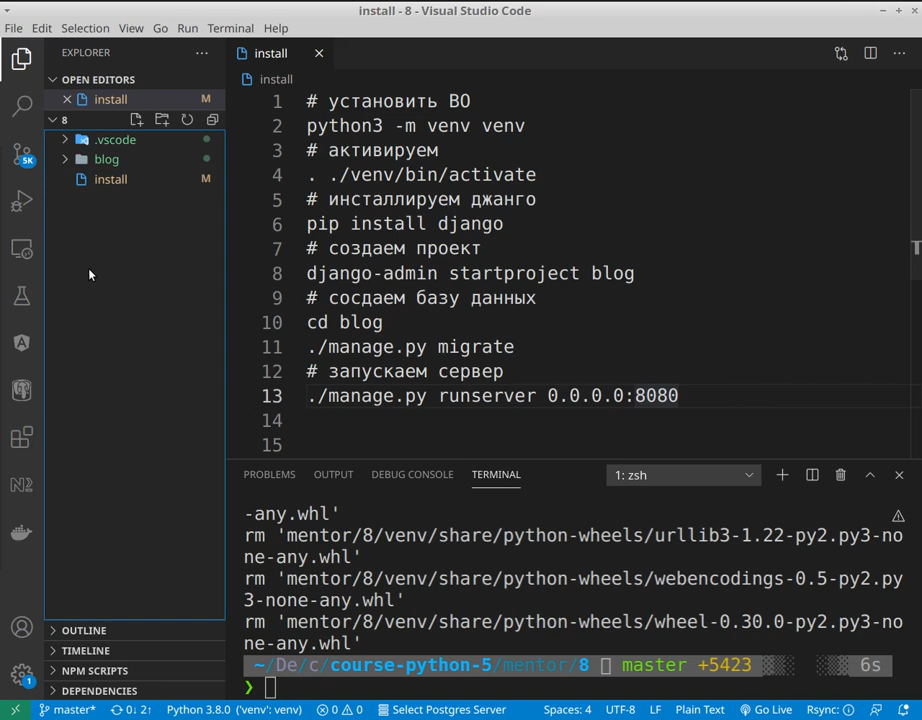 install - 8 - Visual Studio Code
File Edit Selection View Go Run Terminal Help
EXPLORER
OPEN EDITORS
install M
8
.vscode
blog
install M
OUTLINE
TIMELINE
NPM SCRIPTS
DEPENDENCIES
5K
N2
1
install
install
1 # установить ВО
2 python3 -m venv venv
3 # активируем
4 . ./venv/bin/activate
5 # инсталлируем джанго
6 pip install django
7 # создаем проект
8 django-admin startproject blog
9 # сосдаем базу данных
10 cd blog
11 ./manage.py migrate
12 # запускаем сервер
13 ./manage.py runserver 0.0.0.0:8080
14
15
PROBLEMS OUTPUT DEBUG CONSOLE TERMINAL 1: zsh
-any.whl'
rm 'mentor/8/venv/share/python-wheels/urllib3-1.22-py2.py3-no
ne-any.whl'
rm 'mentor/8/venv/share/python-wheels/webencodings-0.5-py2.py
3-none-any.whl'
rm 'mentor/8/venv/share/python-wheels/wheel-0.30.0-py2.py3-no
ne-any.whl'
~/De/c/course-python-5/mentor/8 master +5423 6s
❯
master* 0↓ 2↑ Python 3.8.0 ('venv': venv) 0 0 Select Postgres Server Spaces: 4 UTF-8 LF Plain Text Go Live Rsync: